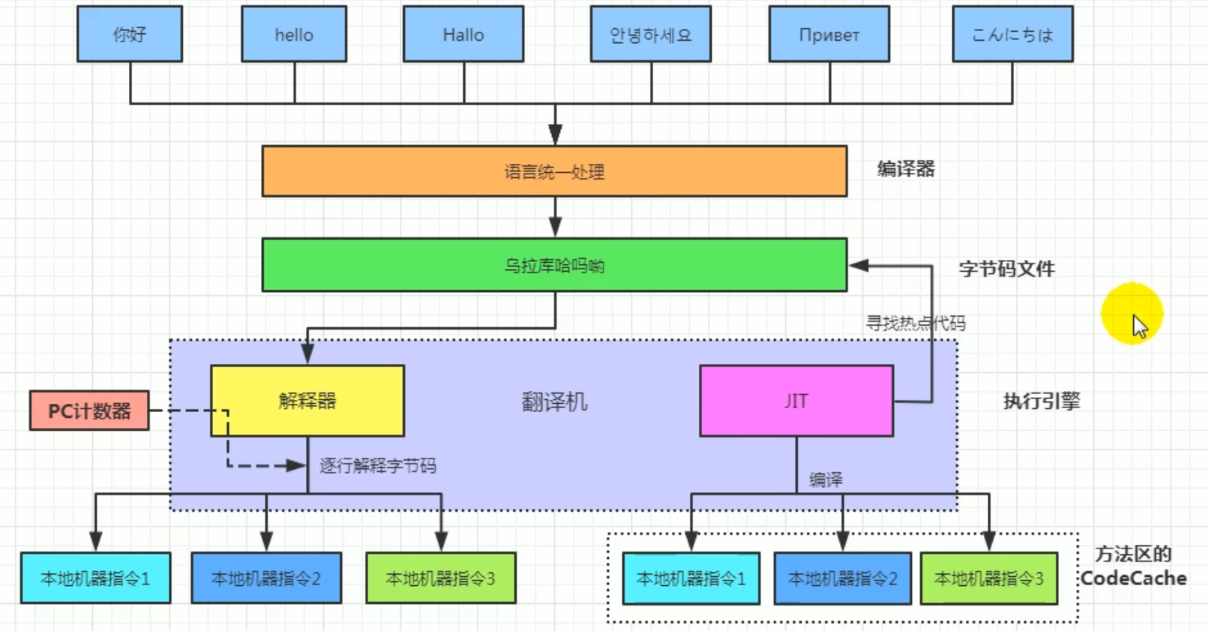 你好
hello
Hallo
안녕하세요
Привет
こんにちは
语言统一处理
编译器
乌拉库哈吗哟
字节码文件
寻找热点代码
PC计数器
解释器
翻译机
JIT
执行引擎
逐行解释字节码
编译
本地机器指令1
本地机器指令2
本地机器指令3
本地机器指令1
本地机器指令2
本地机器指令3
方法区的
CodeCache